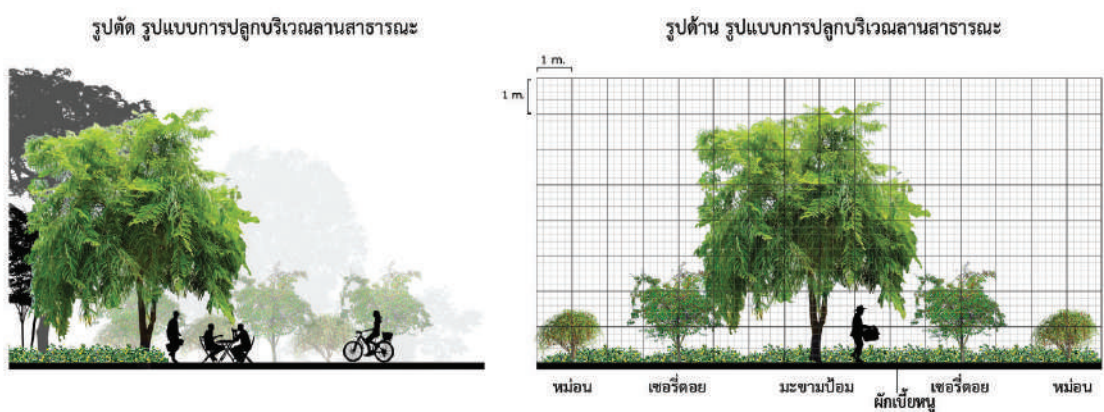 รูปตัด รูปแบบการปลูกบริเวณลานสาธารณะ
รูปด้าน รูปแบบการปลูกบริเวณลานสาธารณะ
1 m.
1 m.
หม่อน เชอรี่ดอย มะขามป้อม เชอรี่ดอย หม่อน
ผักเบี้ยหนู